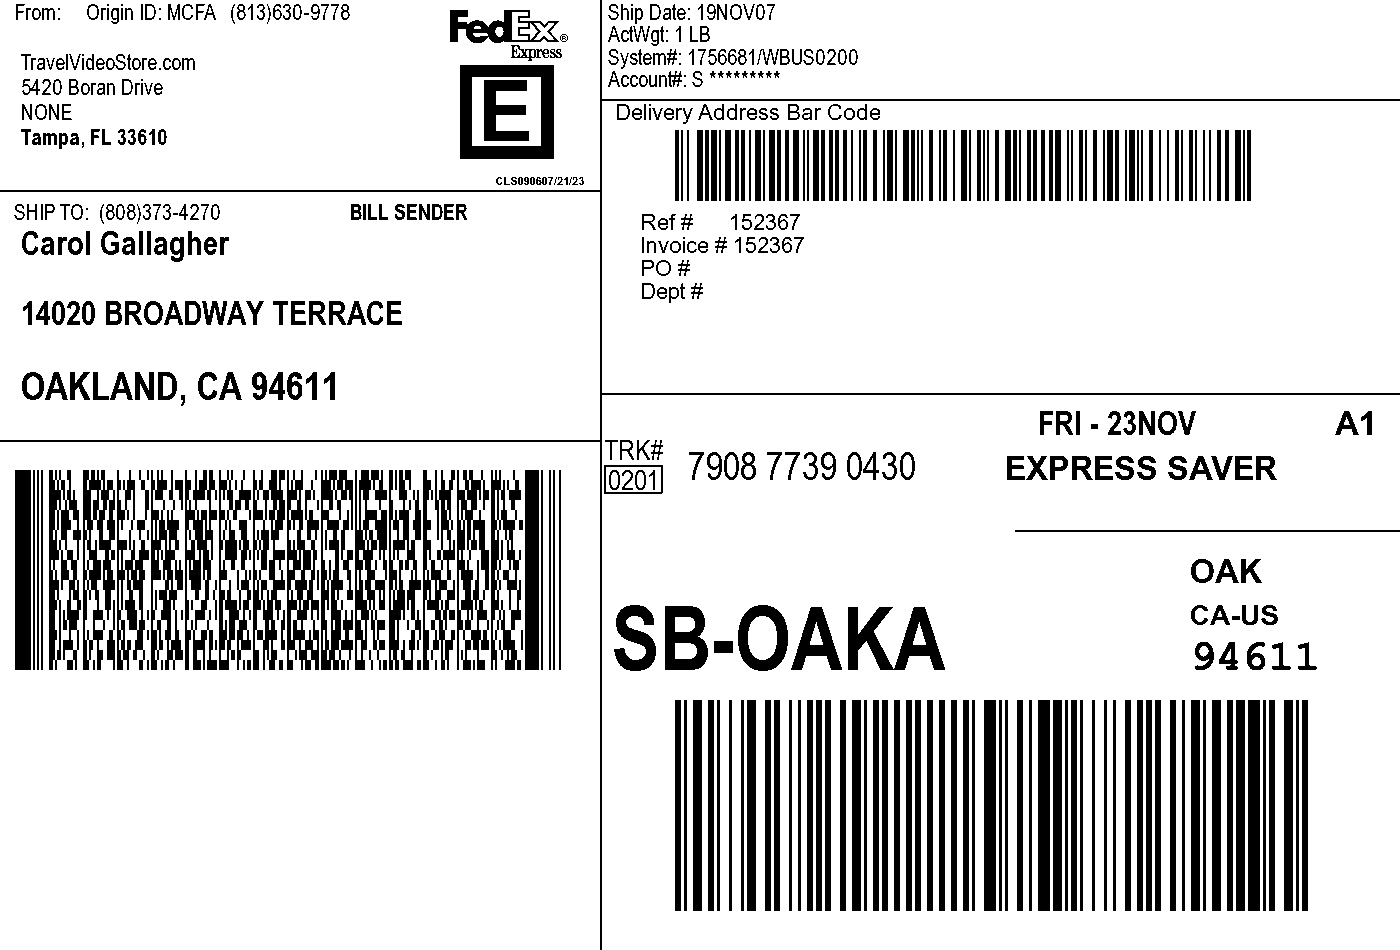 From: Origin ID: MCFA (813)630-9778
TravelVideoStore.com
5420 Boran Drive
NONE
Tampa, FL 33610
FedEx®
Express
E
CLS090607/21/23
Ship Date: 19NOV07
ActWgt: 1 LB
System#: 1756681/WBUS0200
Account#: S *********
Delivery Address Bar Code
Ref # 152367
Invoice # 152367
PO #
Dept #
SHIP TO: (808)373-4270 BILL SENDER
Carol Gallagher
14020 BROADWAY TERRACE
OAKLAND, CA 94611
FRI - 23NOV A1
TRK# 7908 7739 0430 EXPRESS SAVER
0201
OAK
SB-OAKA CA-US
94611